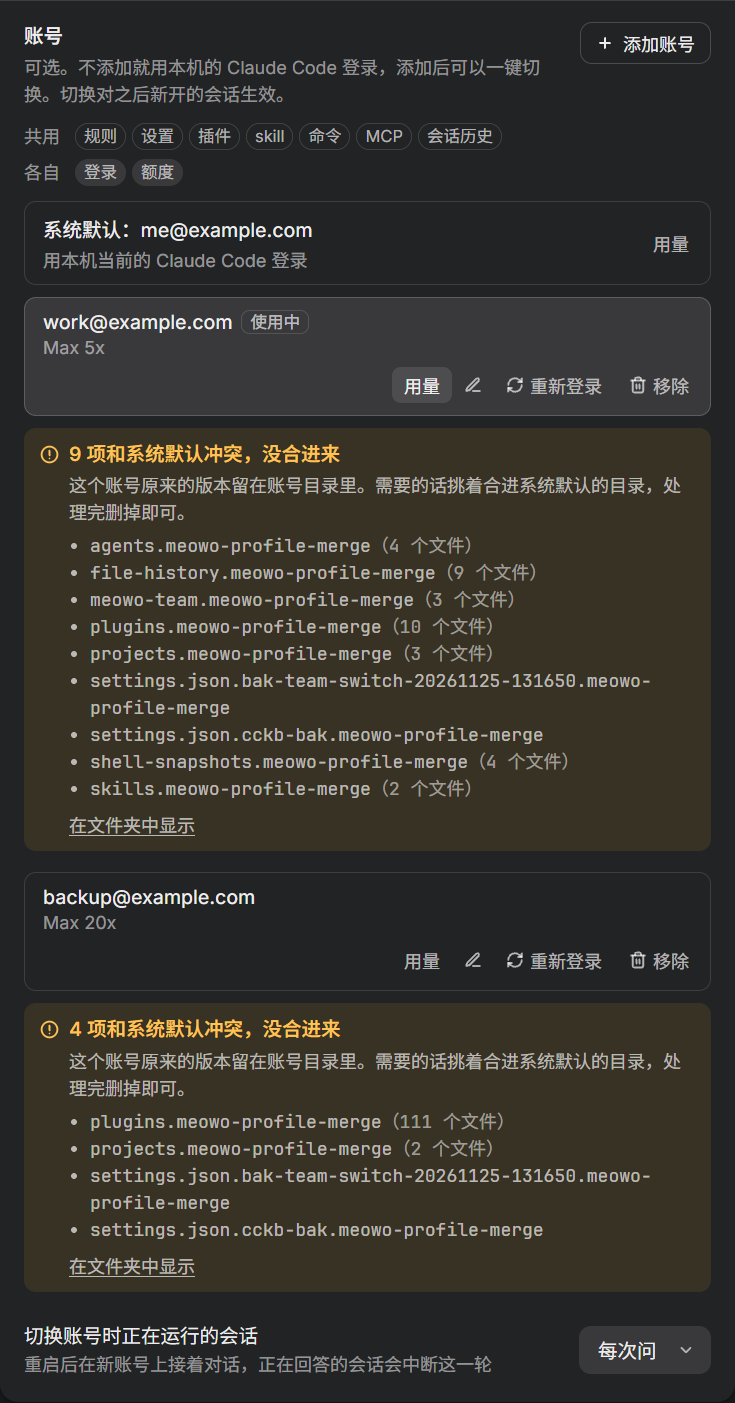 账号
+ 添加账号
可选。不添加就用本机的 Claude Code 登录，添加后可以一键切
换。切换对之后新开的会话生效。
共用 规则 设置 插件 skill 命令 MCP 会话历史
各自 登录 额度
系统默认：me@example.com
用本机当前的 Claude Code 登录
用量
work@example.com 使用中
Max 5x
用量 重新登录 移除
9 项和系统默认冲突，没合进来
这个账号原来的版本留在账号目录里。需要的话挑着合进系统默认的目录，处
理完删掉即可。
• agents.meowo-profile-merge（4 个文件）
• file-history.meowo-profile-merge（9 个文件）
• meowo-team.meowo-profile-merge（3 个文件）
• plugins.meowo-profile-merge（10 个文件）
• projects.meowo-profile-merge（3 个文件）
• settings.json.bak-team-switch-20261125-131650.meowo-
profile-merge
• settings.json.cckb-bak.meowo-profile-merge
• shell-snapshots.meowo-profile-merge（4 个文件）
• skills.meowo-profile-merge（2 个文件）
在文件夹中显示
backup@example.com
Max 20x
用量 重新登录 移除
4 项和系统默认冲突，没合进来
这个账号原来的版本留在账号目录里。需要的话挑着合进系统默认的目录，处
理完删掉即可。
• plugins.meowo-profile-merge（111 个文件）
• projects.meowo-profile-merge（2 个文件）
• settings.json.bak-team-switch-20261125-131650.meowo-
profile-merge
• settings.json.cckb-bak.meowo-profile-merge
在文件夹中显示
切换账号时正在运行的会话
重启后在新账号上接着对话，正在回答的会话会中断这一轮
每次问